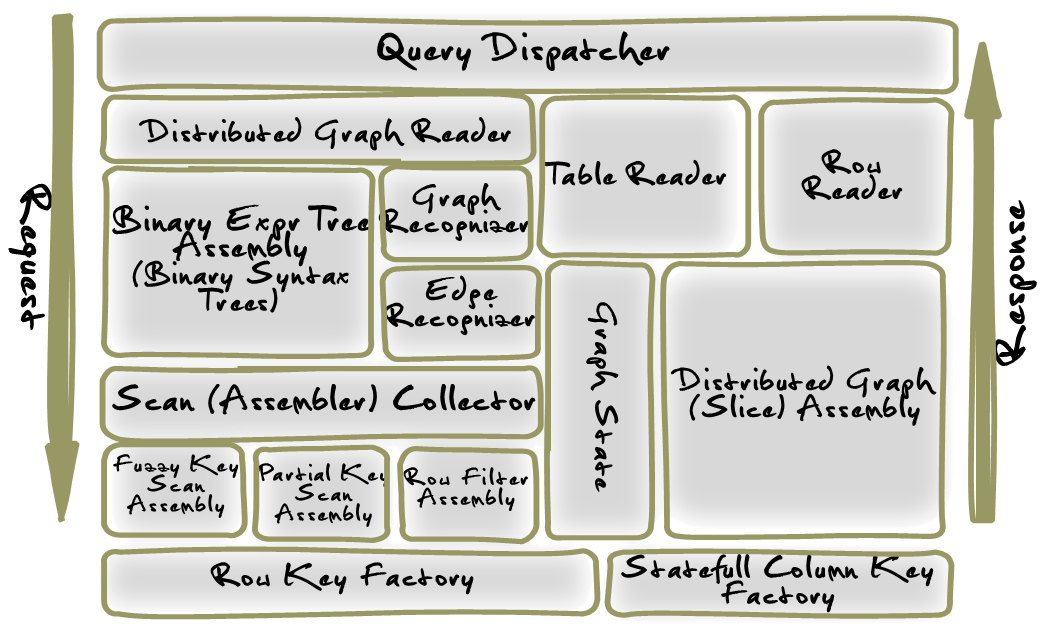 Query Dispatcher
Request
Response
Distributed Graph Reader
Table Reader
Row
Reader
Binary Expr Tree
Assembly
(Binary Syntax
Trees)
Graph
Recognizer
Edge
Recognizer
Graph State
Distributed Graph
(Slice) Assembly
Scan (Assembler) Collector
Fuzzy Key
Scan
Assembly
Partial Key
Scan
Assembly
Row Filter
Assembly
Row Key Factory
Statefull Column Key
Factory